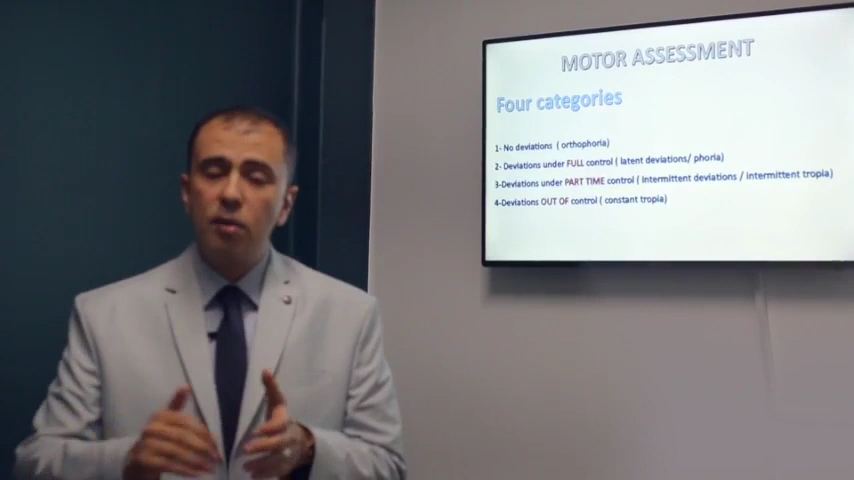 MOTOR ASSESSMENT
Four categories
1- No deviations ( orthophoria)
2- Deviations under FULL control ( latent deviations/ phoria)
3-Deviations under PART TIME control ( intermittent deviations / intermittent tropia)
4-Deviations OUT OF control ( constant tropia)